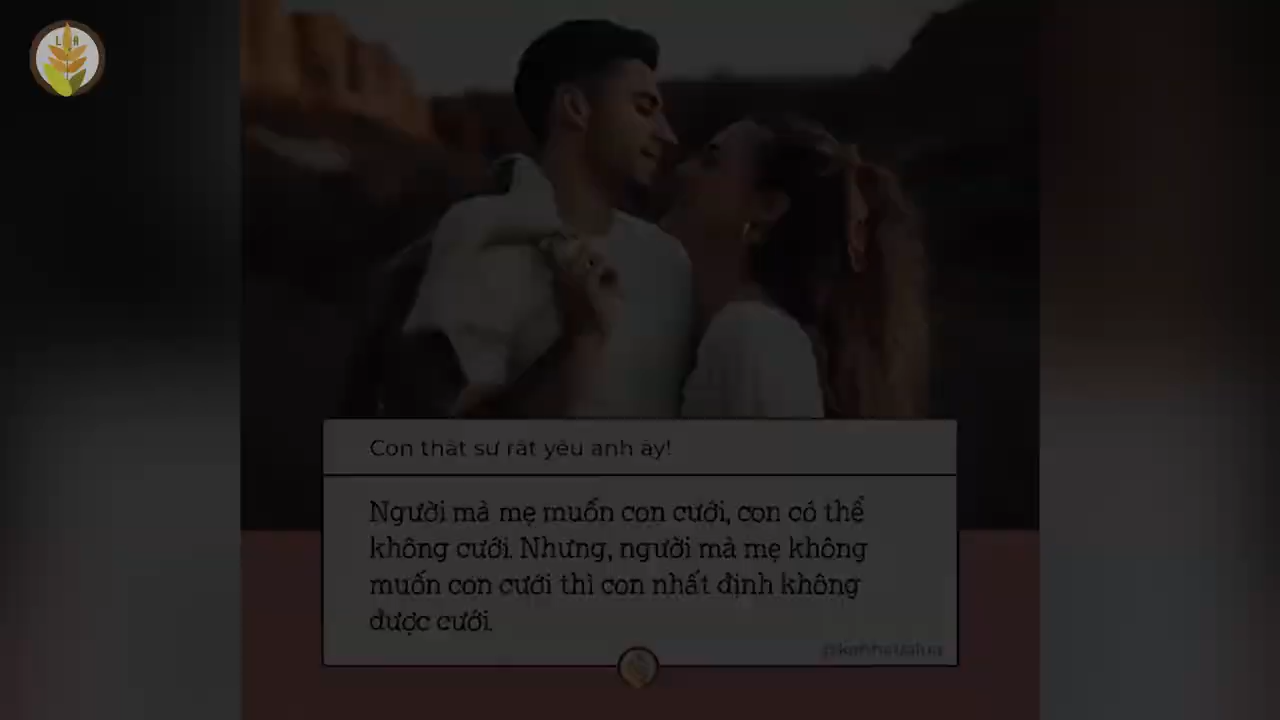 L A
Con thật sự rất yêu anh ấy!
Người mà mẹ muốn con cưới, con có thể
không cưới. Nhưng, người mà mẹ không
muốn con cưới thì con nhất định không
được cưới.